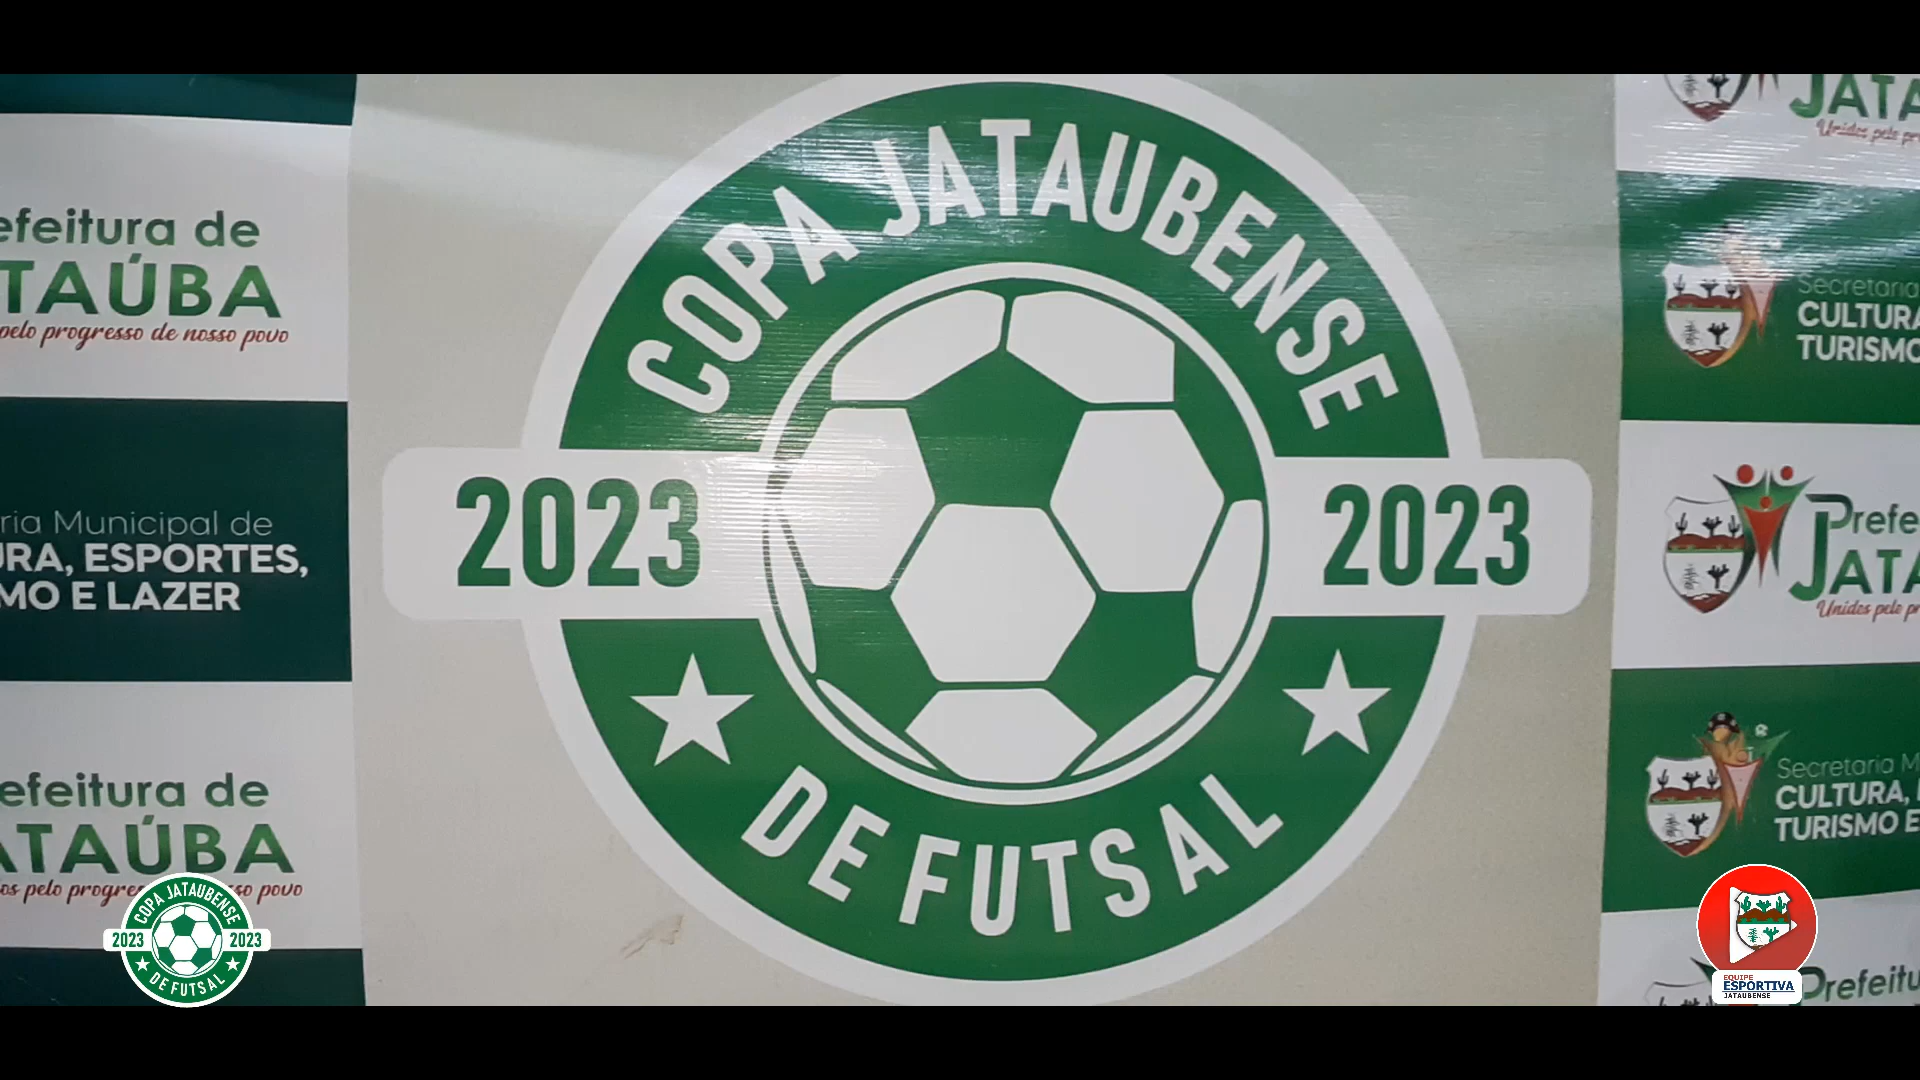 efeitura de
TAÚBA
pelo progresso de nosso povo
ria Municipal de
URA, ESPORTES,
MO E LAZER
efeitura de
ATAÚBA
os pelo progre so povo
COPA JATAUBENSE
2023 2023
DE FUTSAL
JATA
Unidos pelo pr
Secretaria
CULTURA
TURISMO
Prefe
JATA
Unidos pelo pr
Secretaria M
CULTURA,
TURISMO E
Prefeitu
COPA JATAUBENSE
2023 2023
DE FUTSAL
EQUIPE
ESPORTIVA
JATAUBENSE